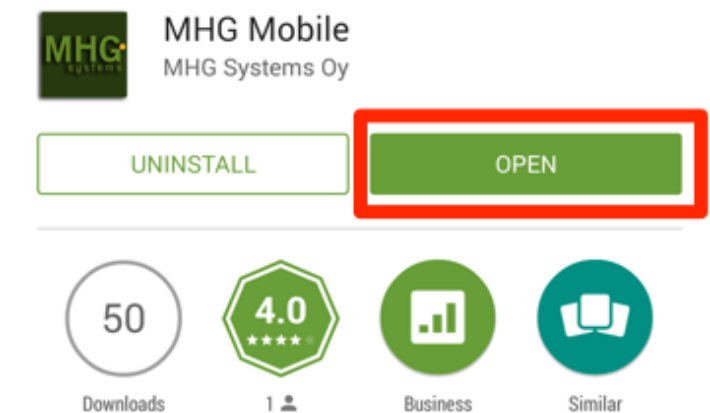 MHG
systems
MHG Mobile
MHG Systems Oy
UNINSTALL
OPEN
50
4.0
Downloads
1
Business
Similar